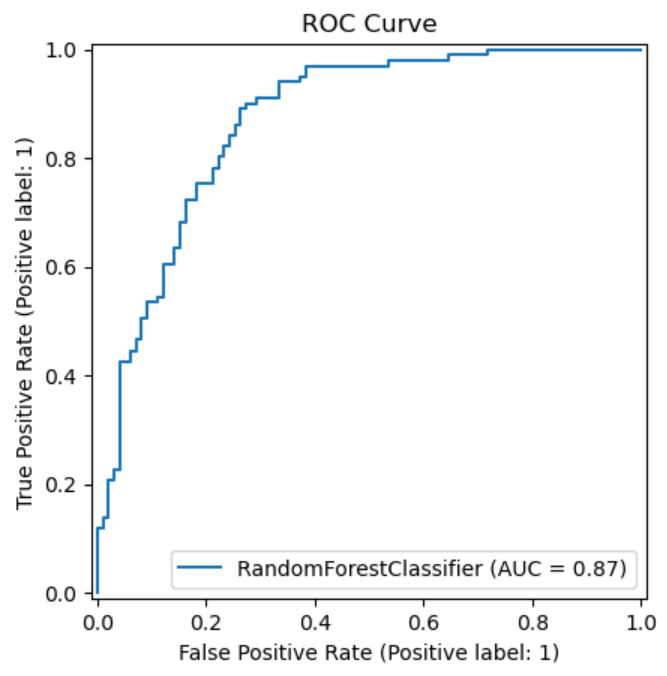 ROC Curve
1.0
0.8
0.6
0.4
0.2
0.0
True Positive Rate (Positive label: 1)
RandomForestClassifier (AUC = 0.87)
0.0 0.2 0.4 0.6 0.8 1.0
False Positive Rate (Positive label: 1)